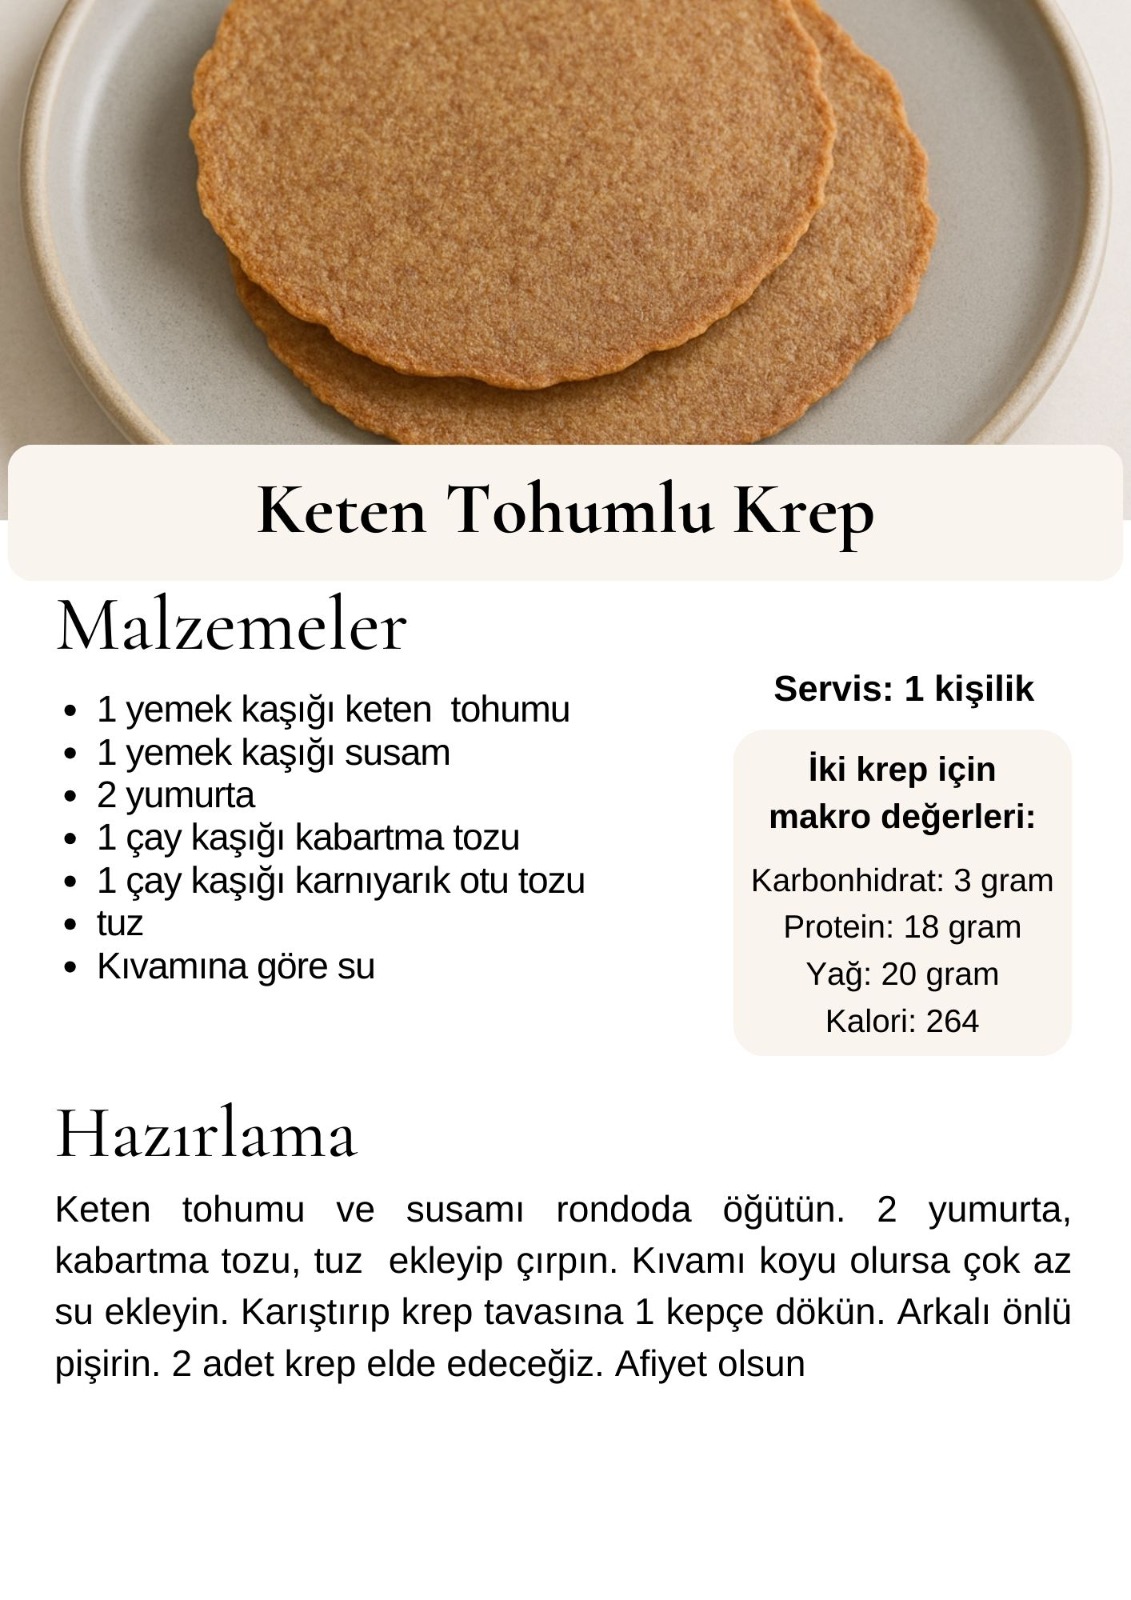 Keten Tohumlu Krep
Malzemeler
• 1 yemek kaşığı keten  tohumu
• 1 yemek kaşığı susam
• 2 yumurta
• 1 çay kaşığı kabartma tozu
• 1 çay kaşığı karnıyarık otu tozu
• tuz
• Kıvamına göre su
Servis: 1 kişilik
İki krep için
makro değerleri:
Karbonhidrat: 3 gram
Protein: 18 gram
Yağ: 20 gram
Kalori: 264
Hazırlama
Keten tohumu ve susamı rondoda öğütün. 2 yumurta,
kabartma tozu, tuz  ekleyip çırpın. Kıvamı koyu olursa çok az
su ekleyin. Karıştırıp krep tavasına 1 kepçe dökün. Arkalı önlü
pişirin. 2 adet krep elde edeceğiz. Afiyet olsun